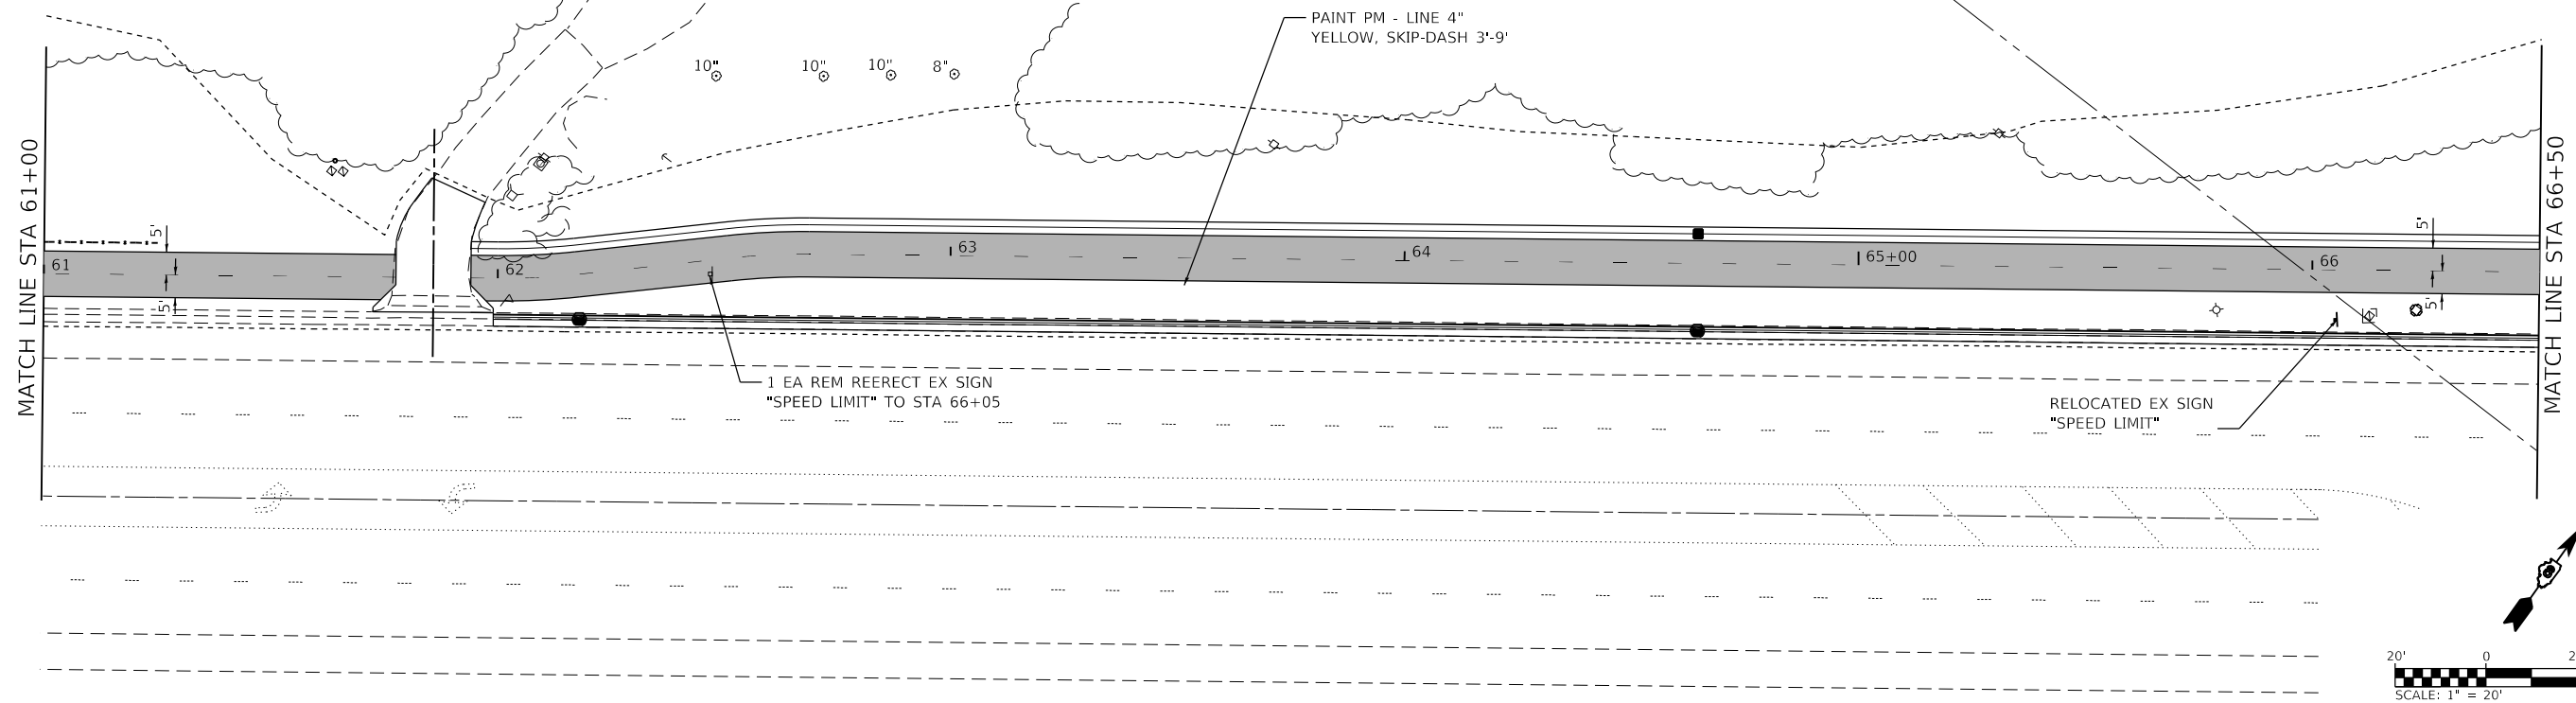 PAINT PM - LINE 4"
YELLOW, SKIP-DASH 3'-9'
10"
10"
10"
8"
MATCH LINE STA 61+00
MATCH LINE STA 66+50
5'
5'
5'
5'
61
62
63
64
65+00
66
1 EA REM REERECT EX SIGN
"SPEED LIMIT" TO STA 66+05
RELOCATED EX SIGN
"SPEED LIMIT"
20'
0
SCALE: 1" = 20'